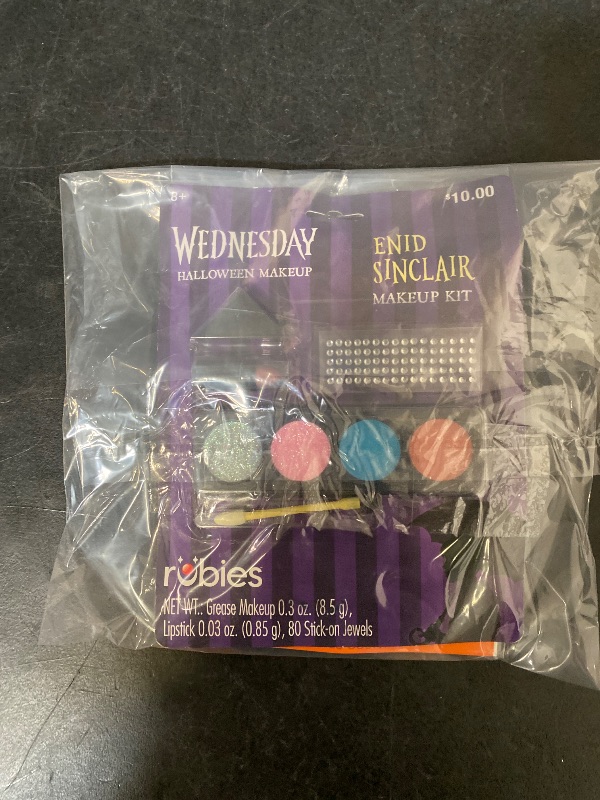 8+
$10.00
WEDNESDAY
HALLOWEEN MAKEUP
ENID
SINCLAIR
MAKEUP KIT
rubies
NET WT.: Grease Makeup 0.3 oz. (8.5 g),
Lipstick 0.03 oz. (0.85 g), 80 Stick-on Jewels